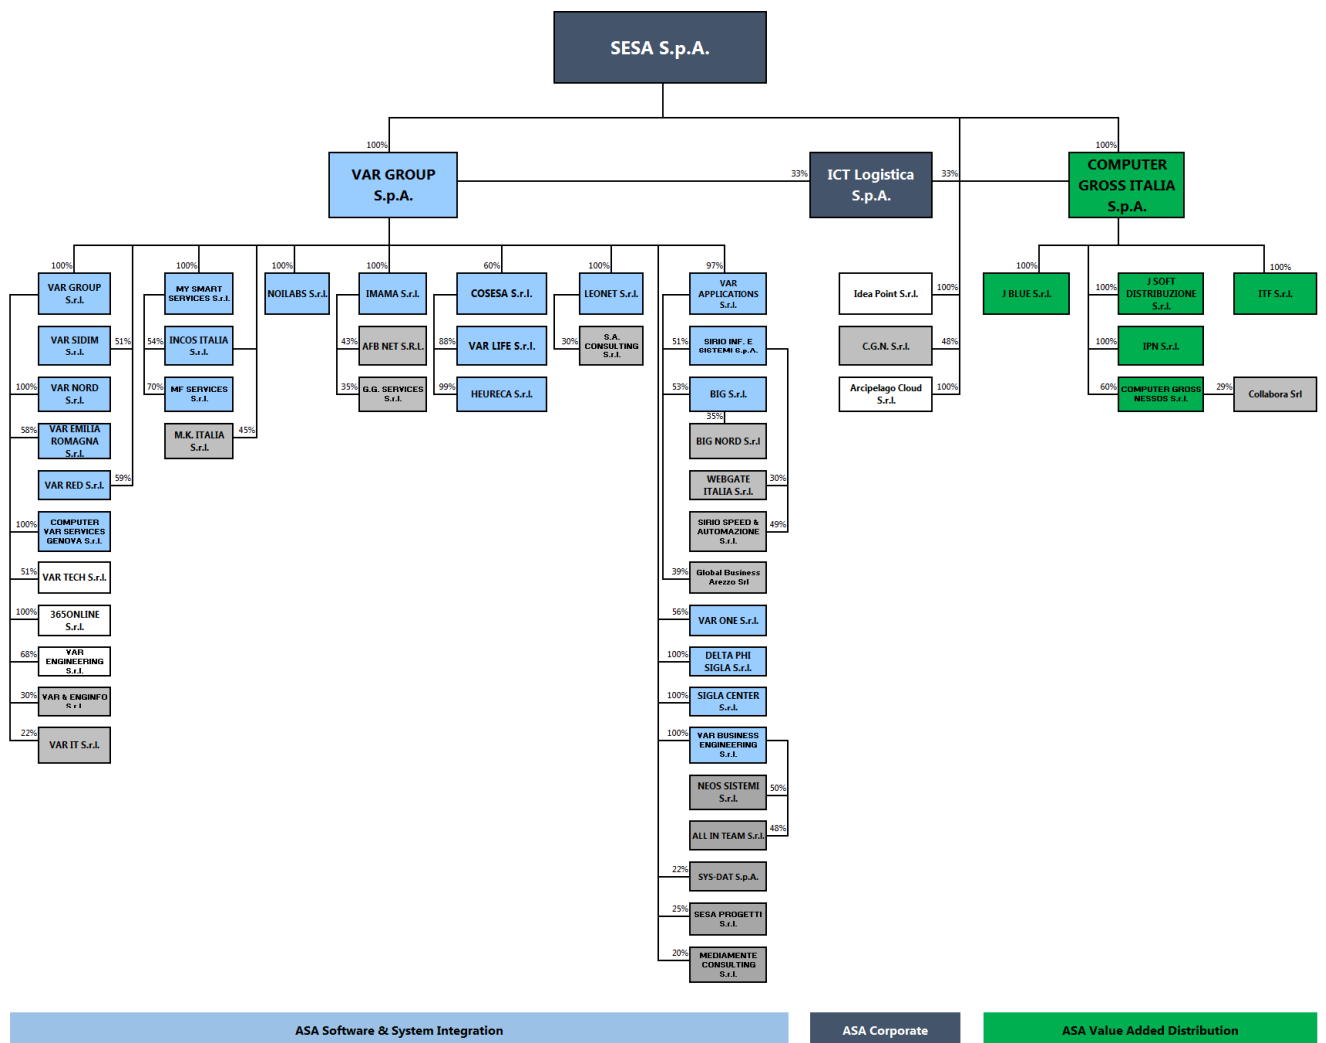 SESA S.p.A.
100%
100%
VAR GROUP
S.p.A.
33%
ICT Logistica
S.p.A.
33%
COMPUTER
GROSS ITALIA
S.p.A.
100%
VAR GROUP
S.r.l.
100%
MY SMART
SERVICES S.r.l.
100%
NOILABS S.r.l.
100%
IMAMA S.r.l.
60%
COSESA S.r.l.
100%
LEONET S.r.l.
97%
VAR
APPLICATIONS
S.r.l.
Idea Point S.r.l.
100%
100%
J BLUE S.r.l.
100%
J SOFT
DISTRIBUZIONE
S.r.l.
100%
ITF S.r.l.
VAR SIDIM
S.r.l.
51%
54%
INCOS ITALIA
S.r.l.
43%
AFB NET S.R.L.
88%
VAR LIFE S.r.l.
30%
S.A.
CONSULTING
S.r.l.
51%
SIRIO INF. E
SISTEMI S.p.A.
C.G.N. S.r.l.
48%
100%
IPN S.r.l.
100%
VAR NORD
S.r.l.
70%
MF SERVICES
S.r.l.
35%
G.G. SERVICES
S.r.l.
99%
HEURECA S.r.l.
53%
BIG S.r.l.
Arcipelago Cloud
S.r.l.
100%
60%
COMPUTER GROSS
NESSOS S.r.l.
29%
Collabora Srl
58%
VAR EMILIA
ROMAGNA
S.r.l.
M.K. ITALIA
S.r.l.
45%
35%
BIG NORD S.r.l
VAR RED S.r.l.
59%
WEBGATE
ITALIA S.r.l.
30%
100%
COMPUTER
VAR SERVICES
GENOVA S.r.l.
SIRIO SPEED &
AUTOMAZIONE
S.r.l.
49%
51%
VAR TECH S.r.l.
39%
Global Business
Arezzo Srl
100%
365ONLINE
S.r.l.
56%
VAR ONE S.r.l.
68%
VAR
ENGINEERING
S.r.l.
100%
DELTA PHI
SIGLA S.r.l.
30%
VAR & ENGINFO
S.r.l.
100%
SIGLA CENTER
S.r.l.
22%
VAR IT S.r.l.
100%
VAR BUSINESS
ENGINEERING
S.r.l.
NEOS SISTEMI
S.r.l.
50%
ALL IN TEAM S.r.l.
48%
22%
SYS-DAT S.p.A.
25%
SESA PROGETTI
S.r.l.
20%
MEDIAMENTE
CONSULTING
S.r.l.
ASA Software & System Integration
ASA Corporate
ASA Value Added Distribution